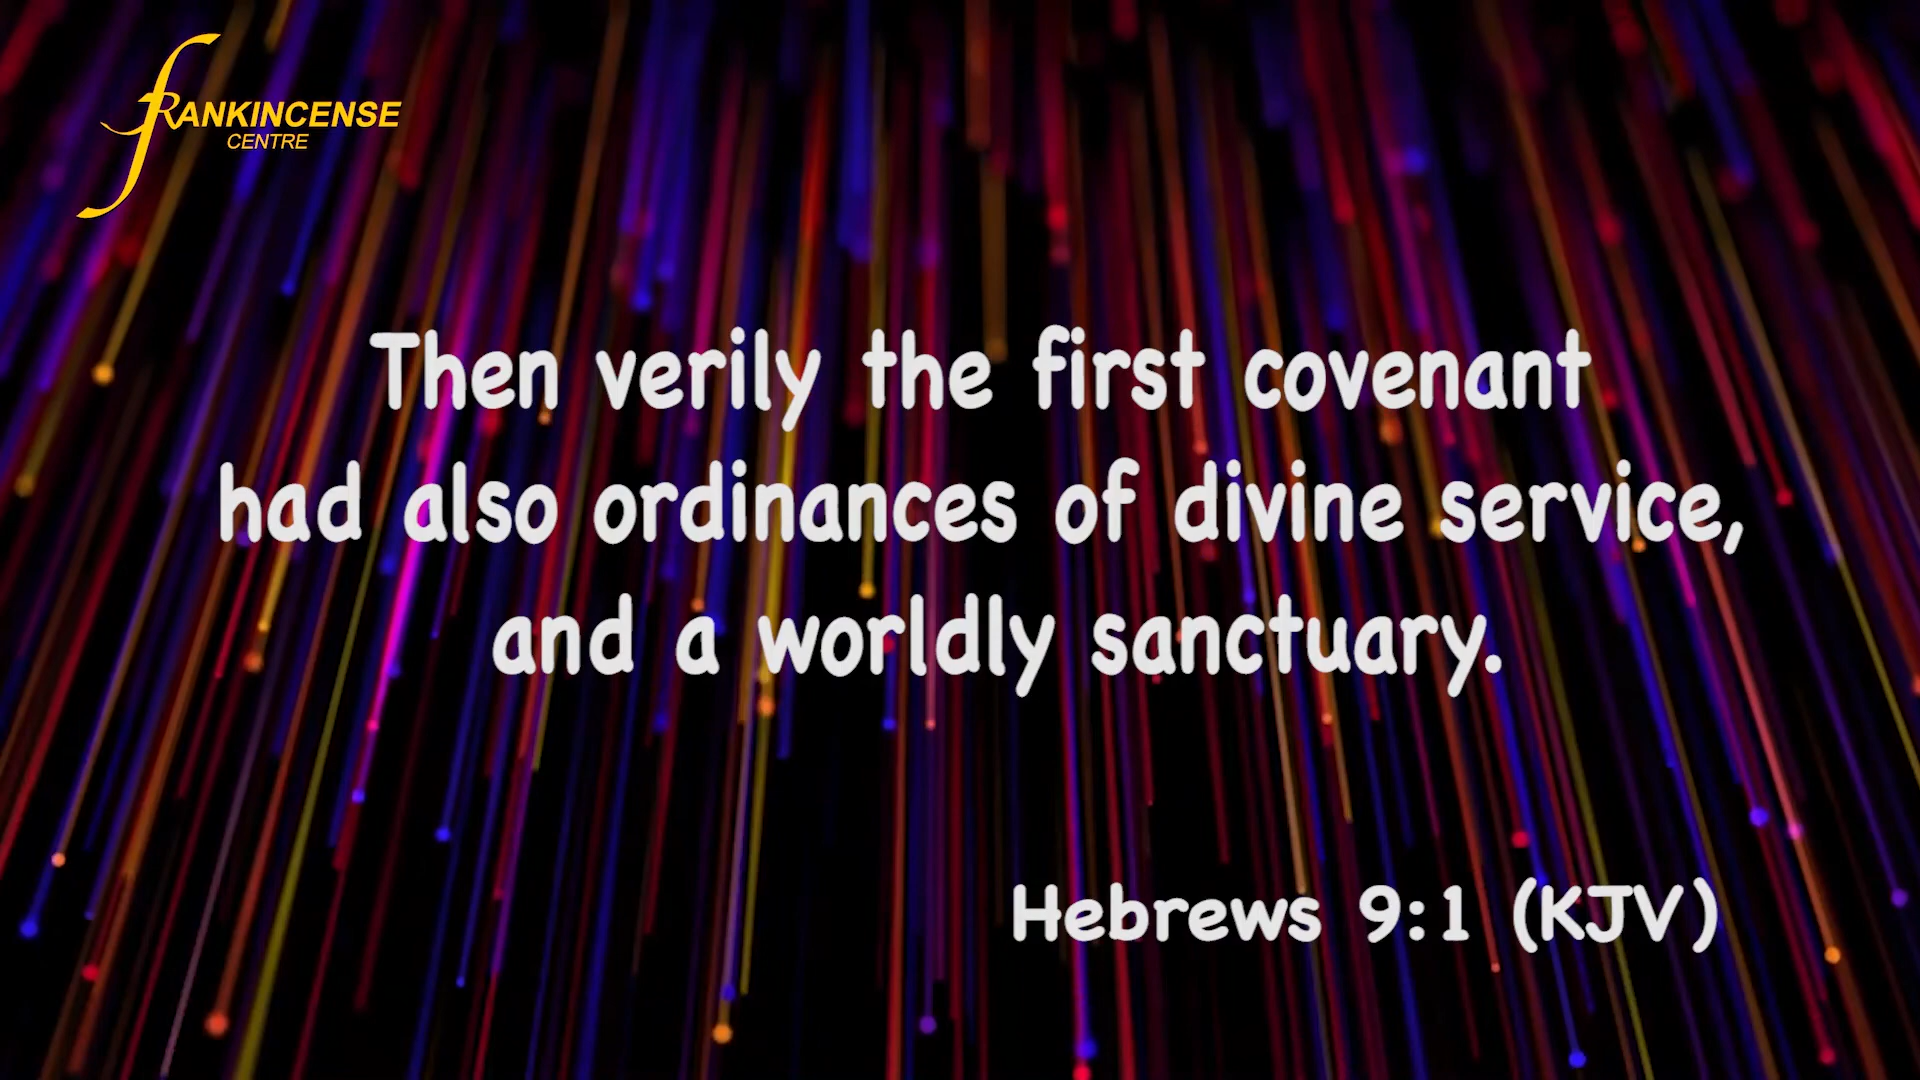 fRANKINCENSE
CENTRE
Then verily the first covenant
had also ordinances of divine service,
and a worldly sanctuary.
Hebrews 9:1 (KJV)